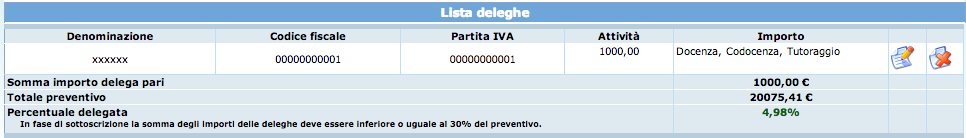 Lista deleghe
Denominazione Codice fiscale Partita IVA Attività Importo
xxxxxx 00000000001 00000000001 1000,00 Docenza, Codocenza, Tutoraggio
Somma importo delega pari 1000,00 €
Totale preventivo 20075,41 €
Percentuale delegata 4,98%
In fase di sottoscrizione la somma degli importi delle deleghe deve essere inferiore o uguale al 30% del preventivo.